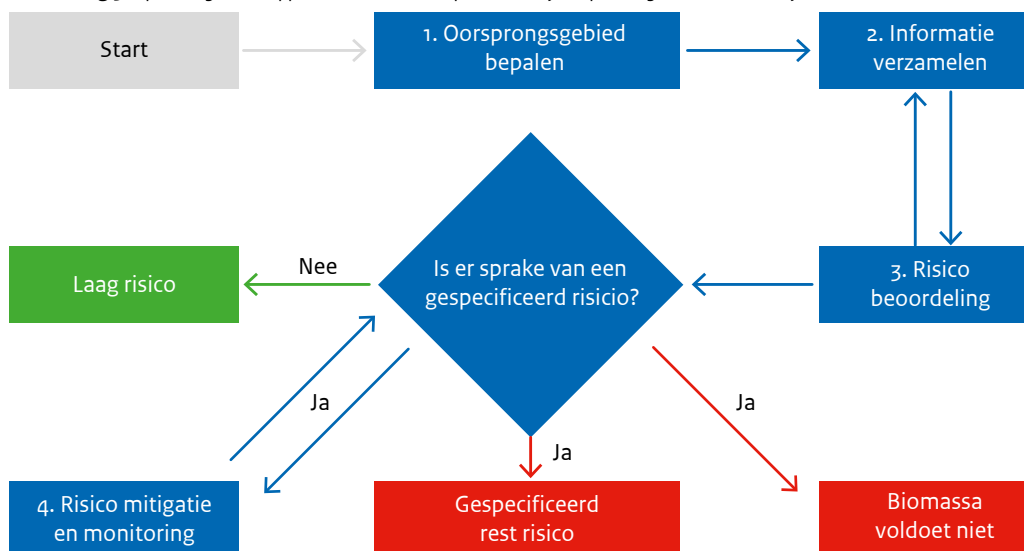 Start
1. Oorsprongsgebied
bepalen
2. Informatie
verzamelen
Laag risico
Nee
Is er sprake van een
gespecificeerd risicio?
3. Risico
beoordeling
Ja
Ja
Ja
4. Risico mitigatie
en monitoring
Gespecificeerd
rest risico
Biomassa
voldoet niet